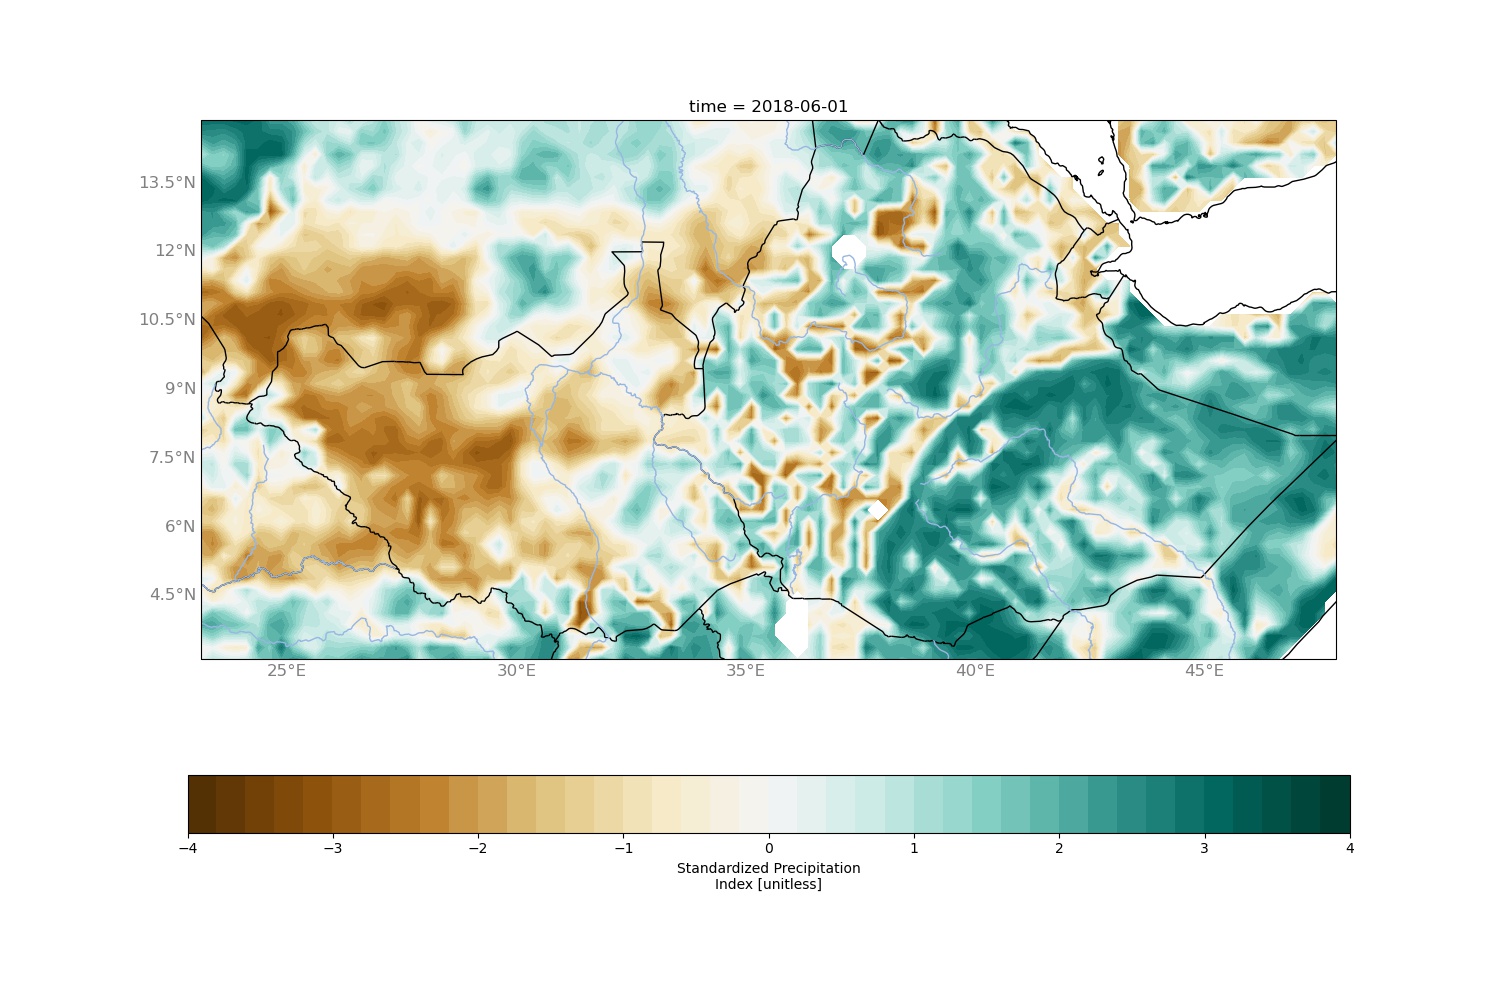 time = 2018-06-01
13.5°N
12°N
10.5°N
9°N
7.5°N
6°N
4.5°N
25°E 30°E 35°E 40°E 45°E
−4 −3 −2 −1 0 1 2 3 4
Standardized Precipitation
Index [unitless]